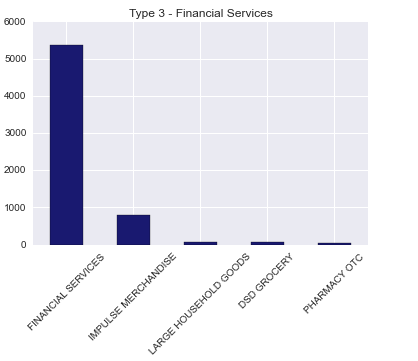 Type 3 - Financial Services
6000
5000
4000
3000
2000
1000
0
FINANCIAL SERVICES
IMPULSE MERCHANDISE
LARGE HOUSEHOLD GOODS
DSD GROCERY
PHARMACY OTC